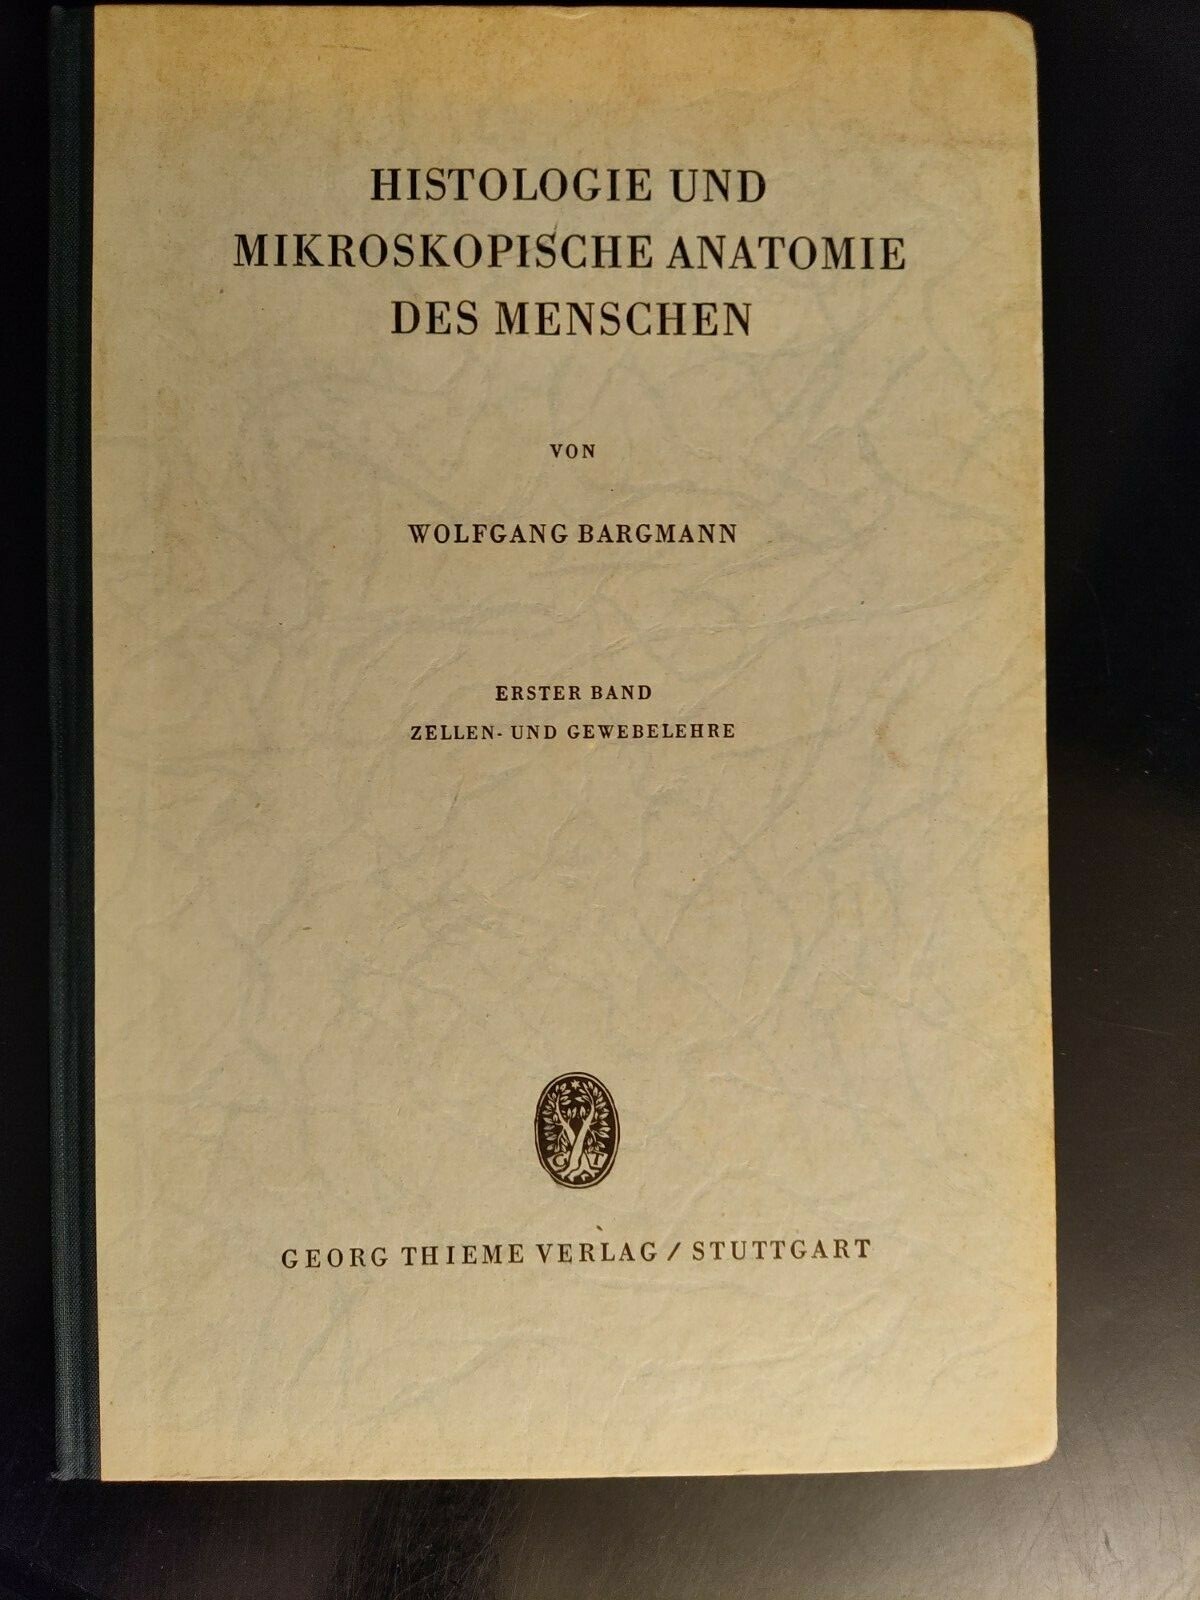 HISTOLOGIE UND
MIKROSKOPISCHE ANATOMIE
DES MENSCHEN
VON
WOLFGANG BARGMANN
ERSTER BAND
ZELLEN- UND GEWEBELEHRE
G T
GEORG THIEME VERLAG / STUTTGART